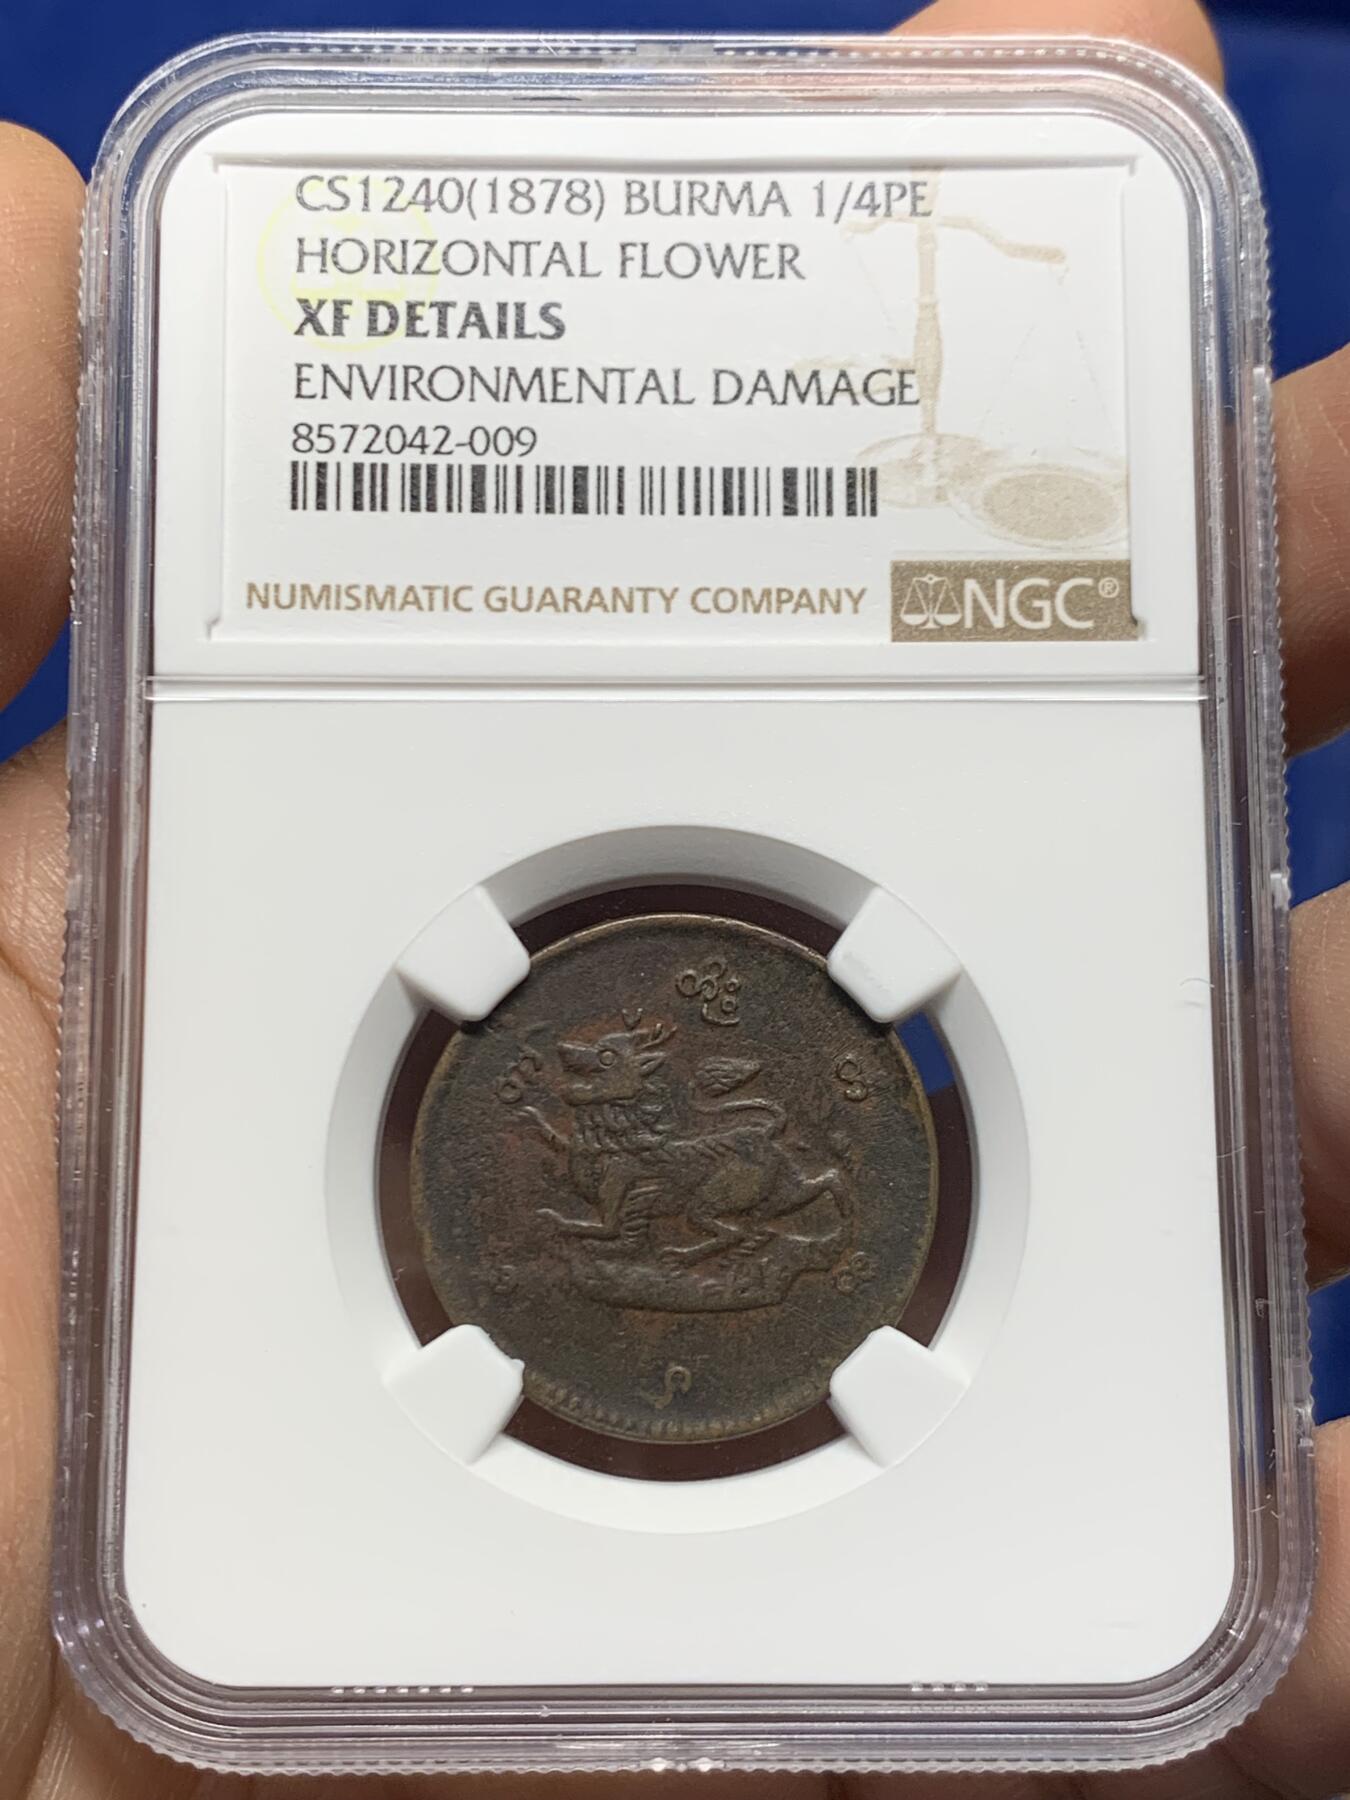 CS1240(1878) BURMA 1/4PE
HORIZONTAL FLOWER
XF DETAILS
ENVIRONMENTAL DAMAGE
8572042-009
NUMISMATIC GUARANTY COMPANY
NGC®